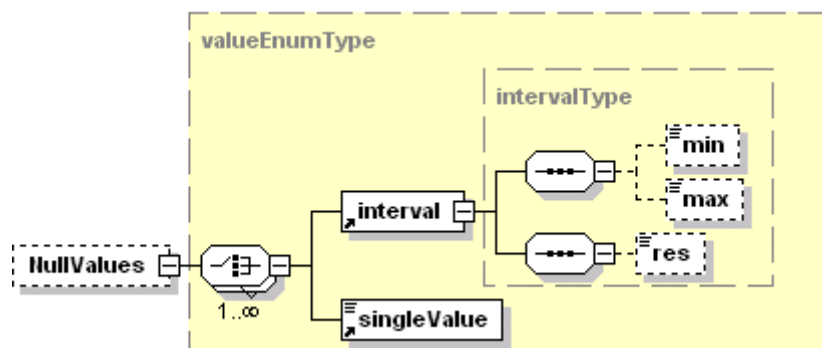 valueEnumType
intervalType
min
interval
max
NullValues
res
1..∞
singleValue